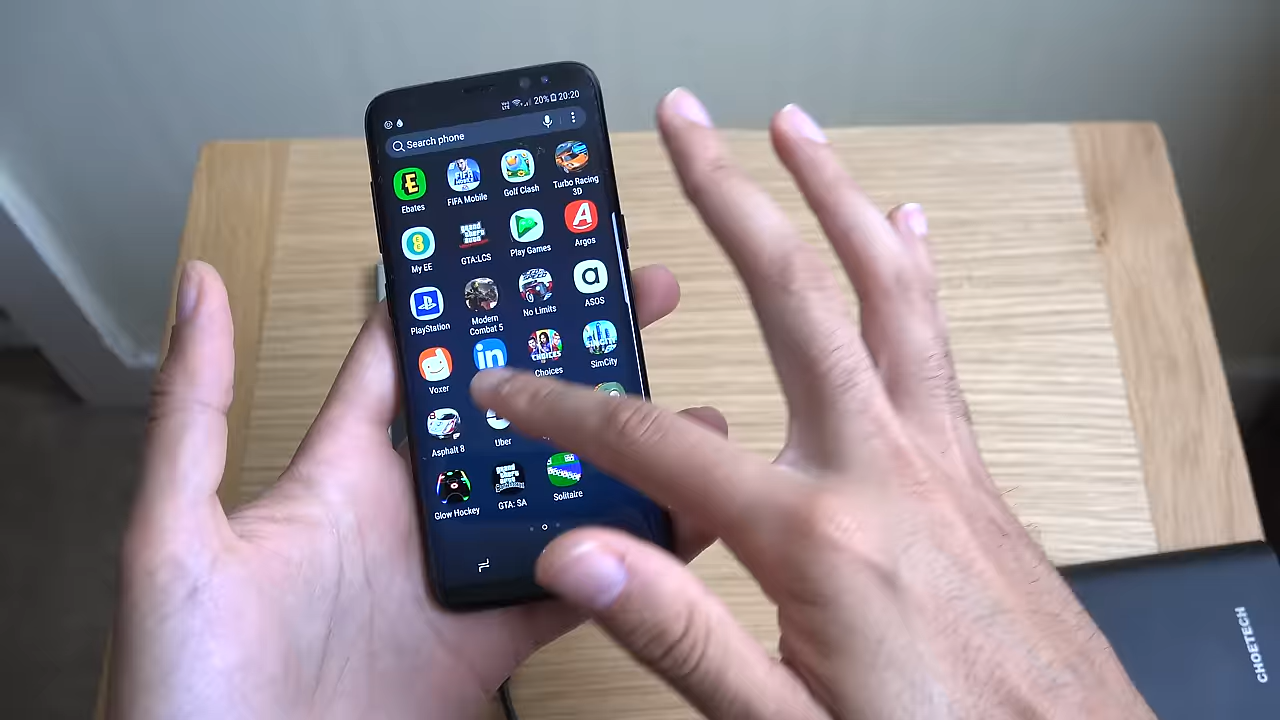 20% 20:20
Search phone
Ebates
FIFA Mobile
Golf Clash
Turbo Racing
3D
My EE
GTA:LCS
Play Games
Argos
PlayStation
Modern
Combat 5
No Limits
ASOS
Voxer
in
Choices
SimCity
Asphalt 8
Uber
Glow Hockey
GTA: SA
Solitaire
CHOETECH